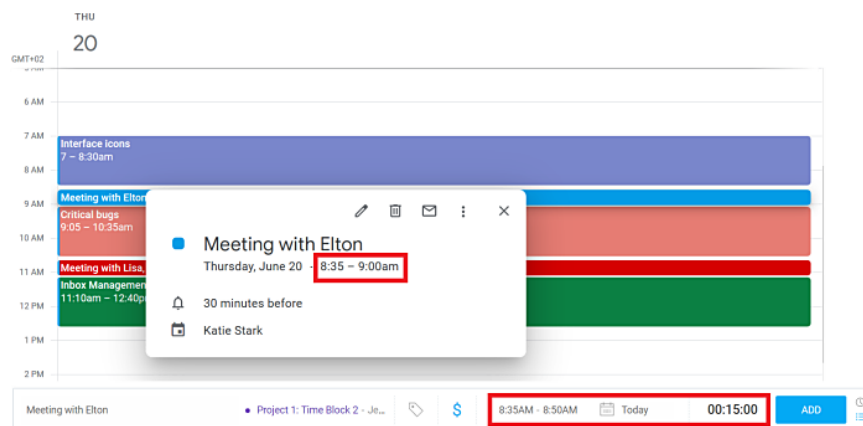 THU
20
GMT+02
6 AM
7 AM
Interface icons
7 – 8:30am
8 AM
Meeting with Elton
9 AM
Critical bugs
9:05 – 10:35am
10 AM
Meeting with Elton
Thursday, June 20 · 8:35 – 9:00am
11 AM
Meeting with Lisa,
Inbox Managemen
11:10am – 12:40p
30 minutes before
12 PM
Katie Stark
1 PM
2 PM
Meeting with Elton
Project 1: Time Block 2 - Je...
$
8:35AM - 8:50AM
Today
00:15:00
ADD